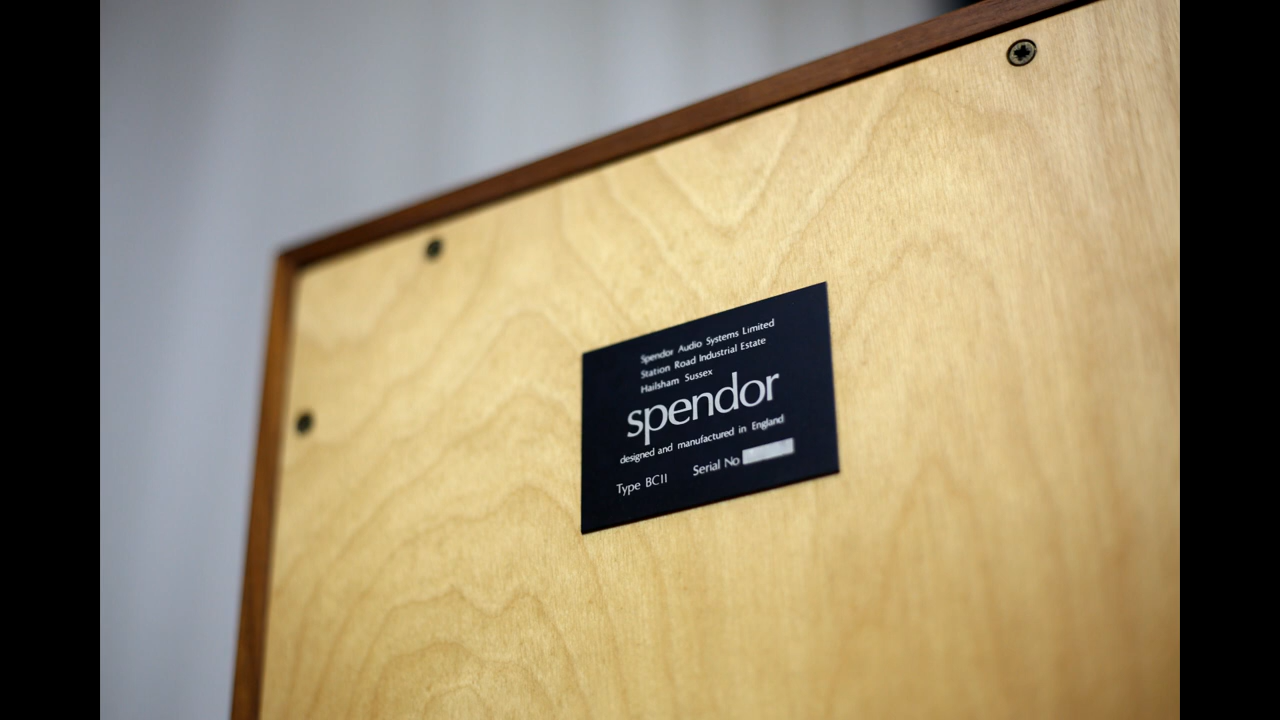 Spendor Audio Systems Limited
Station Road Industrial Estate
Hailsham Sussex
spendor
designed and manufactured in England
Type BCII Serial No